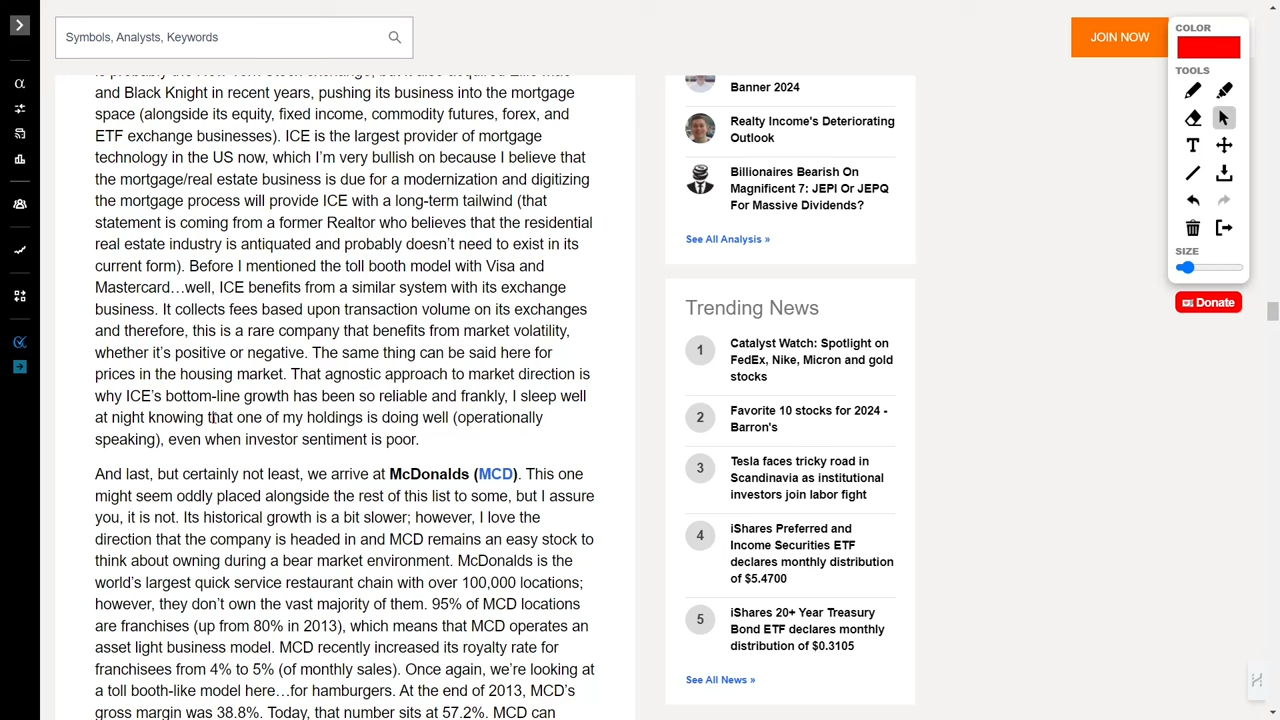 Symbols, Analysts, Keywords
JOIN NOW
COLOR
TOOLS
SIZE
Donate
and Black Knight in recent years, pushing its business into the mortgage
space (alongside its equity, fixed income, commodity futures, forex, and
ETF exchange businesses). ICE is the largest provider of mortgage
technology in the US now, which I'm very bullish on because I believe that
the mortgage/real estate business is due for a modernization and digitizing
the mortgage process will provide ICE with a long-term tailwind (that
statement is coming from a former Realtor who believes that the residential
real estate industry is antiquated and probably doesn't need to exist in its
current form). Before I mentioned the toll booth model with Visa and
Mastercard…well, ICE benefits from a similar system with its exchange
business. It collects fees based upon transaction volume on its exchanges
and therefore, this is a rare company that benefits from market volatility,
whether it's positive or negative. The same thing can be said here for
prices in the housing market. That agnostic approach to market direction is
why ICE's bottom-line growth has been so reliable and frankly, I sleep well
at night knowing that one of my holdings is doing well (operationally
speaking), even when investor sentiment is poor.
And last, but certainly not least, we arrive at McDonalds (MCD). This one
might seem oddly placed alongside the rest of this list to some, but I assure
you, it is not. Its historical growth is a bit slower; however, I love the
direction that the company is headed in and MCD remains an easy stock to
think about owning during a bear market environment. McDonalds is the
world's largest quick service restaurant chain with over 100,000 locations;
however, they don't own the vast majority of them. 95% of MCD locations
are franchises (up from 80% in 2013), which means that MCD operates an
asset light business model. MCD recently increased its royalty rate for
franchisees from 4% to 5% (of monthly sales). Once again, we're looking at
a toll booth-like model here…for hamburgers. At the end of 2013, MCD's
gross margin was 38.8%. Today, that number sits at 57.2%. MCD can
Banner 2024
Realty Income's Deteriorating
Outlook
Billionaires Bearish On
Magnificent 7: JEPI Or JEPQ
For Massive Dividends?
See All Analysis »
Trending News
1
Catalyst Watch: Spotlight on
FedEx, Nike, Micron and gold
stocks
2
Favorite 10 stocks for 2024 -
Barron's
3
Tesla faces tricky road in
Scandinavia as institutional
investors join labor fight
4
iShares Preferred and
Income Securities ETF
declares monthly distribution
of $5.4700
5
iShares 20+ Year Treasury
Bond ETF declares monthly
distribution of $0.3105
See All News »